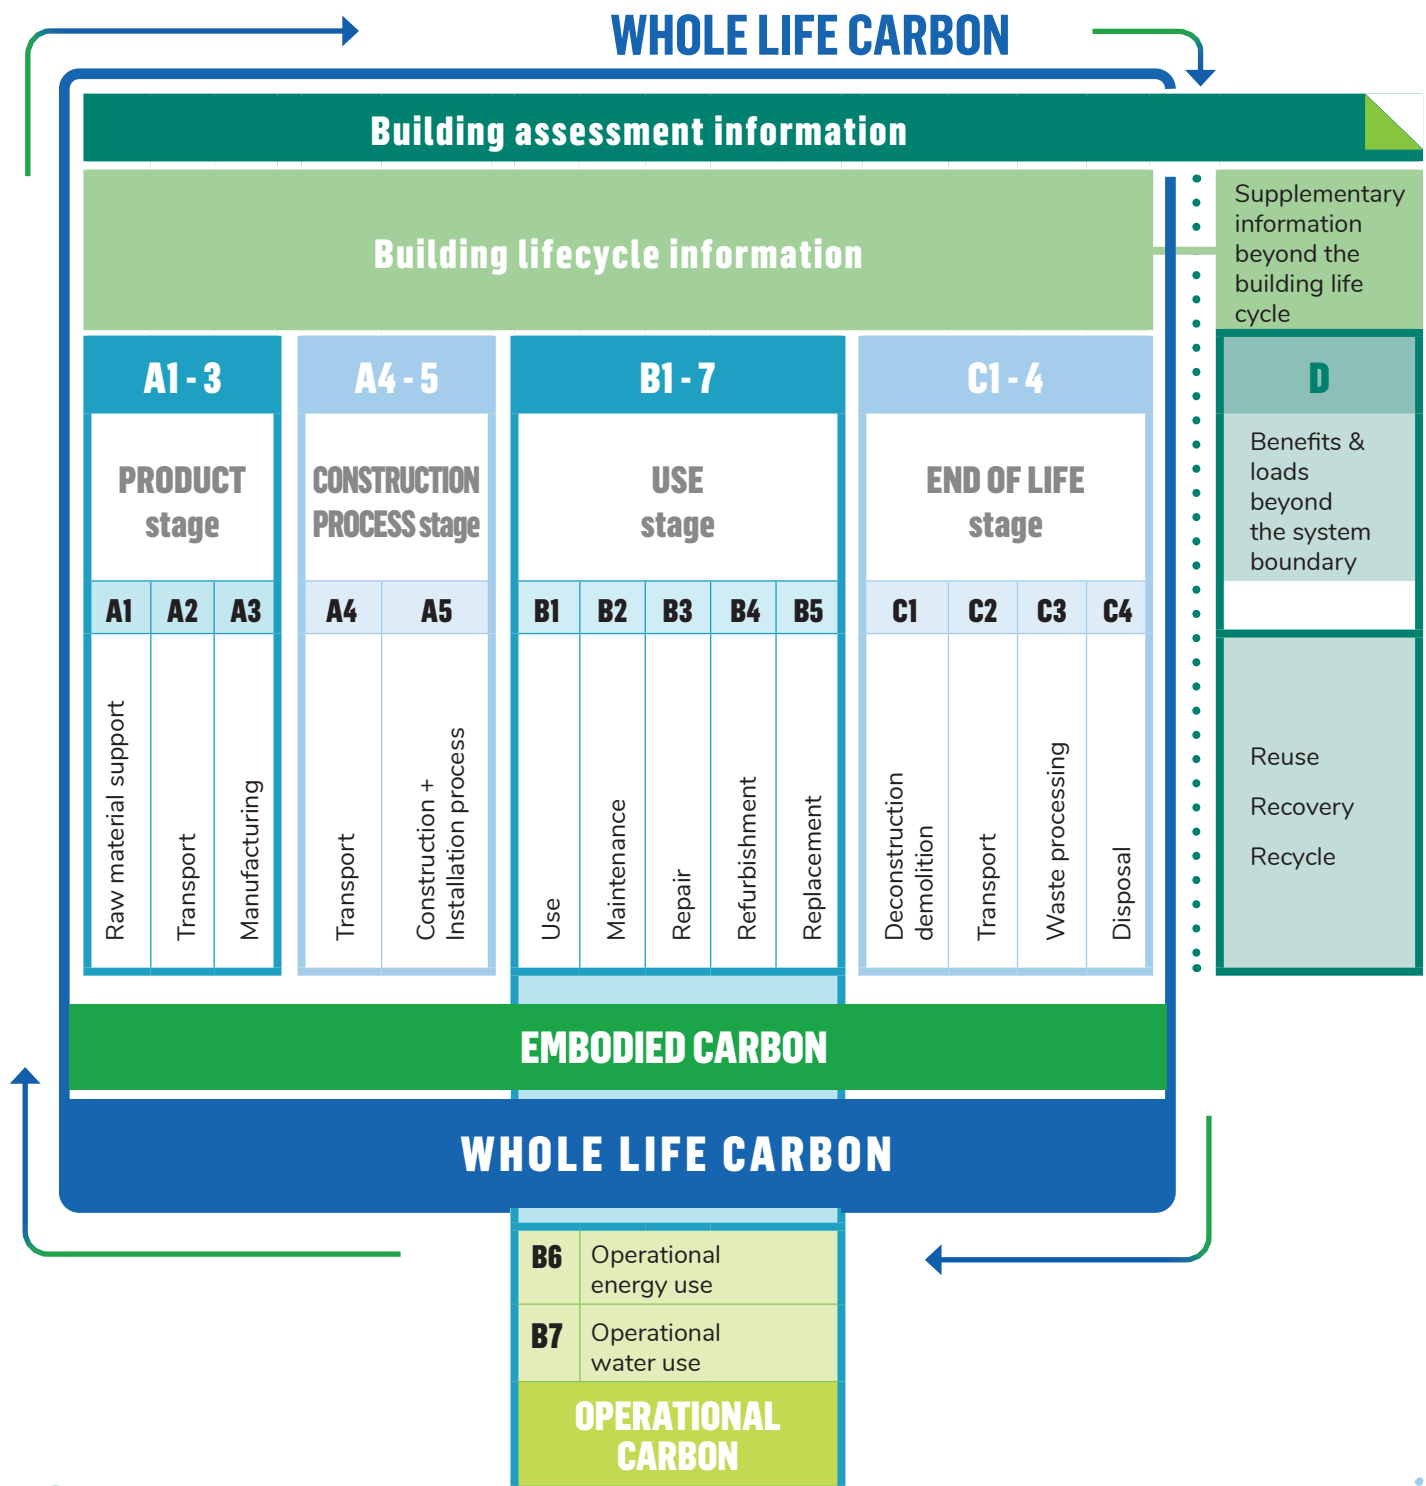 WHOLE LIFE CARBON
Building assessment information
Building lifecycle information
Supplementary
information
beyond the
building life
cycle
A1 - 3
A4 - 5
B1 - 7
C1 - 4
D
PRODUCT
stage
CONSTRUCTION
PROCESS stage
USE
stage
END OF LIFE
stage
Benefits &
loads
beyond
the system
boundary
A1
A2
A3
A4
A5
B1
B2
B3
B4
B5
C1
C2
C3
C4
Raw material support
Transport
Manufacturing
Transport
Construction +
Installation process
Use
Maintenance
Repair
Refurbishment
Replacement
Deconstruction
demolition
Transport
Waste processing
Disposal
Reuse
Recovery
Recycle
EMBODIED CARBON
WHOLE LIFE CARBON
B6
Operational
energy use
B7
Operational
water use
OPERATIONAL
CARBON